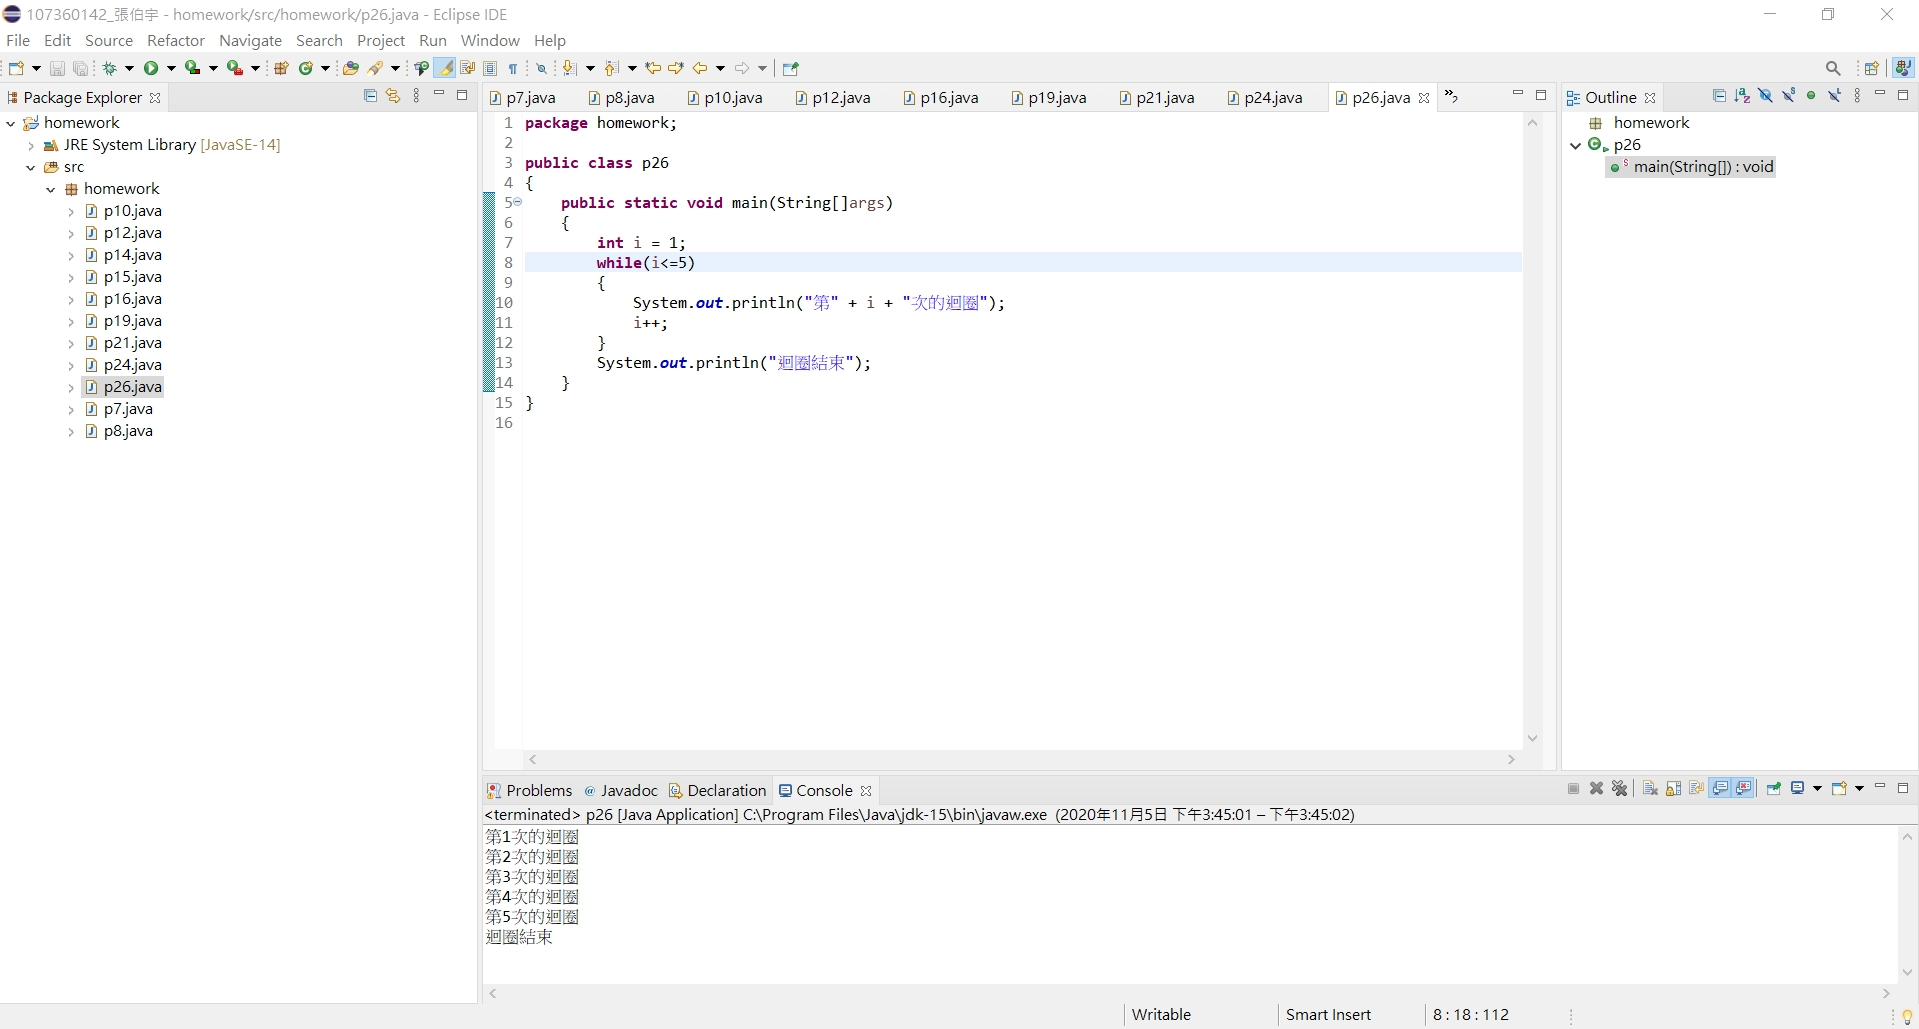 107360142_張伯宇 - homework/src/homework/p26.java - Eclipse IDE
File Edit Source Refactor Navigate Search Project Run Window Help
Package Explorer
homework
JRE System Library [JavaSE-14]
src
homework
p10.java
p12.java
p14.java
p15.java
p16.java
p19.java
p21.java
p24.java
p26.java
p7.java
p8.java
p7.java p8.java p10.java p12.java p16.java p19.java p21.java p24.java p26.java »2
1 package homework;
2
3 public class p26
4 {
5 public static void main(String[]args)
6 {
7 int i = 1;
8 while(i<=5)
9 {
10 System.out.println("第" + i + "次的迴圈");
11 i++;
12 }
13 System.out.println("迴圈結束");
14 }
15 }
16
Outline
homework
p26
main(String[]) : void
Problems @ Javadoc Declaration Console
<terminated> p26 [Java Application] C:\Program Files\Java\jdk-15\bin\javaw.exe (2020年11月5日 下午3:45:01 – 下午3:45:02)
第1次的迴圈
第2次的迴圈
第3次的迴圈
第4次的迴圈
第5次的迴圈
迴圈結束
Writable Smart Insert 8 : 18 : 112